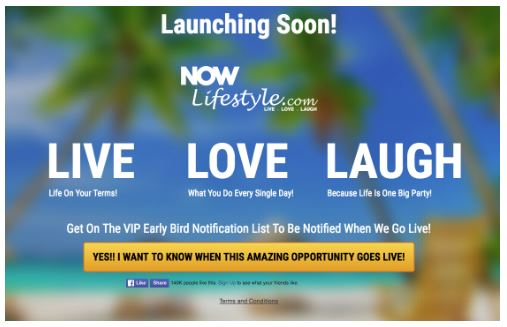 Launching Soon!
NOW
Lifestyle.com
LIVE . LOVE . LAUGH
LIVE LOVE LAUGH
Life On Your Terms! What You Do Every Single Day! Because Life Is One Big Party!
Get On The VIP Early Bird Notification List To Be Notified When We Go Live!
YES!! I WANT TO KNOW WHEN THIS AMAZING OPPORTUNITY GOES LIVE!
Like Share people like this. Sign Up to see what your friends like.
Terms and Conditions